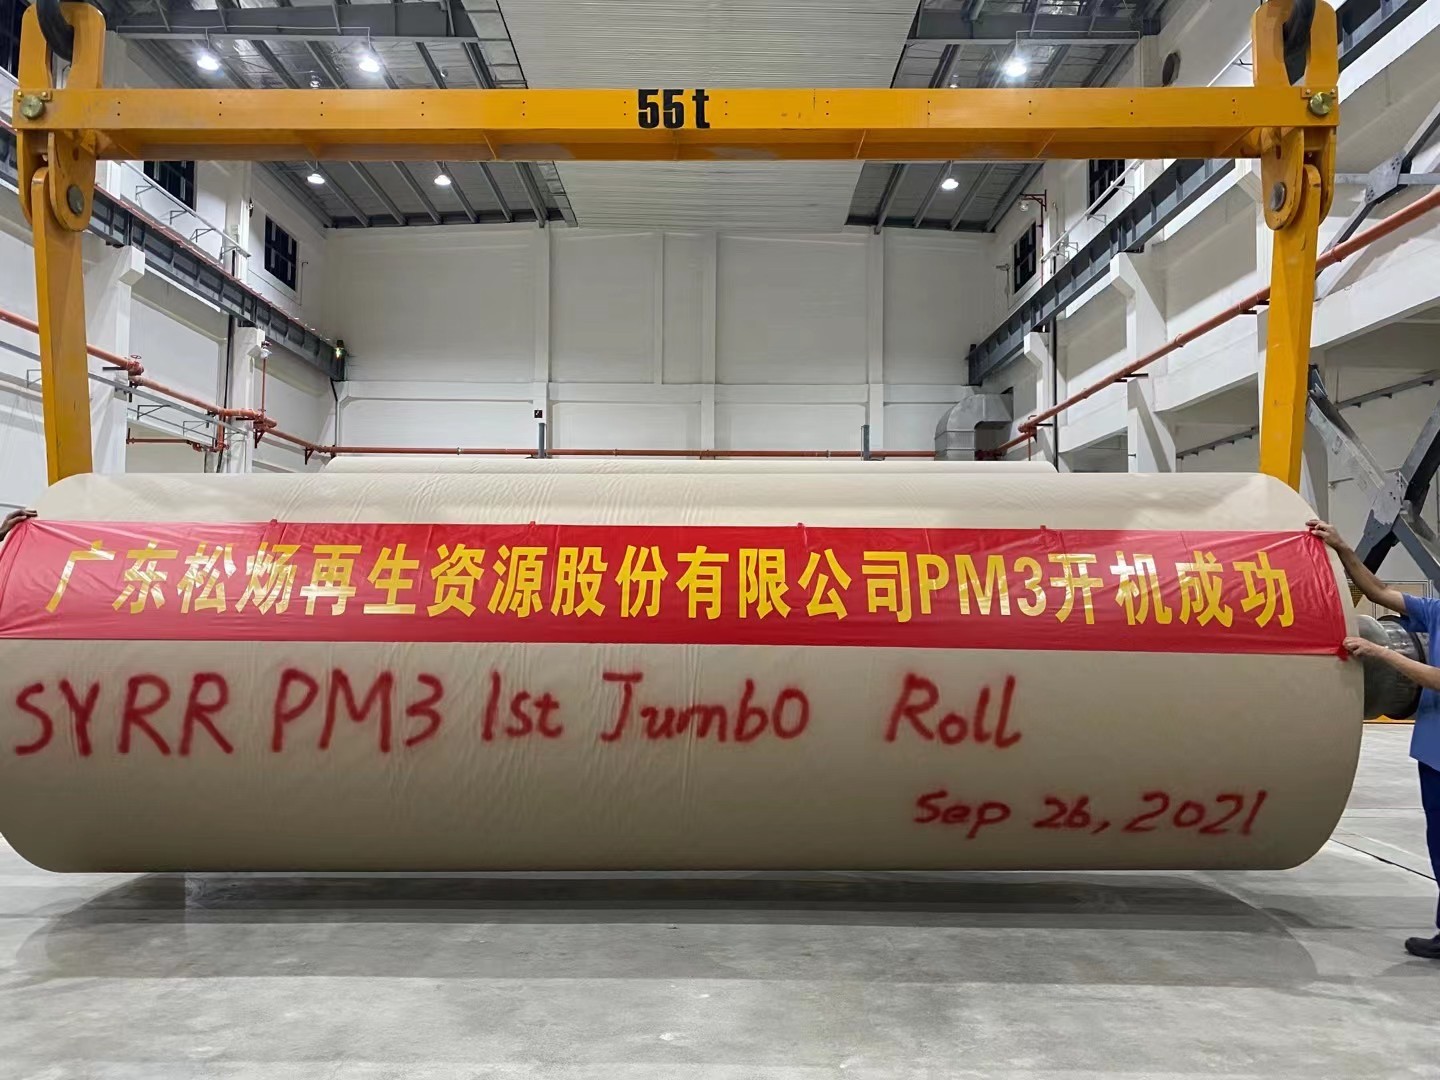 55t
广东松炀再生资源股份有限公司PM3开机成功
SYRR PM3 1st Jumbo Roll
Sep 26, 2021